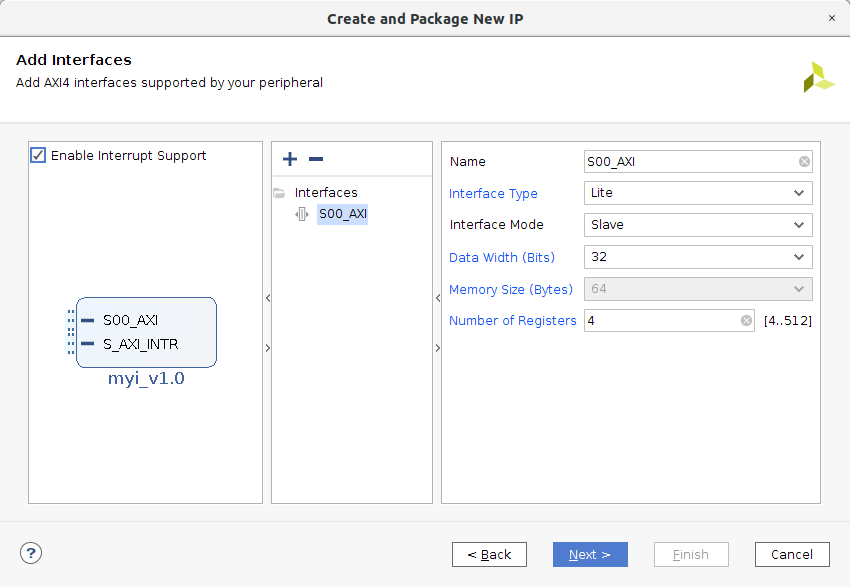 Create and Package New IP
×
Add Interfaces
Add AXI4 interfaces supported by your peripheral
Enable Interrupt Support
S00_AXI
S_AXI_INTR
myi_v1.0
+ −
Interfaces
S00_AXI
Name S00_AXI
Interface Type Lite
Interface Mode Slave
Data Width (Bits) 32
Memory Size (Bytes) 64
Number of Registers 4 [4..512]
?
< Back
Next >
Finish
Cancel